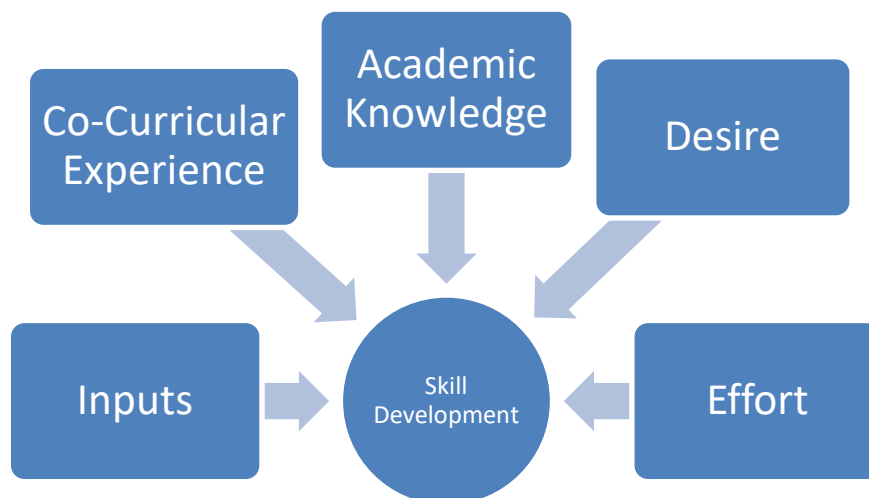 Academic
Knowledge
Co-Curricular
Experience
Desire
Inputs
Skill
Development
Effort